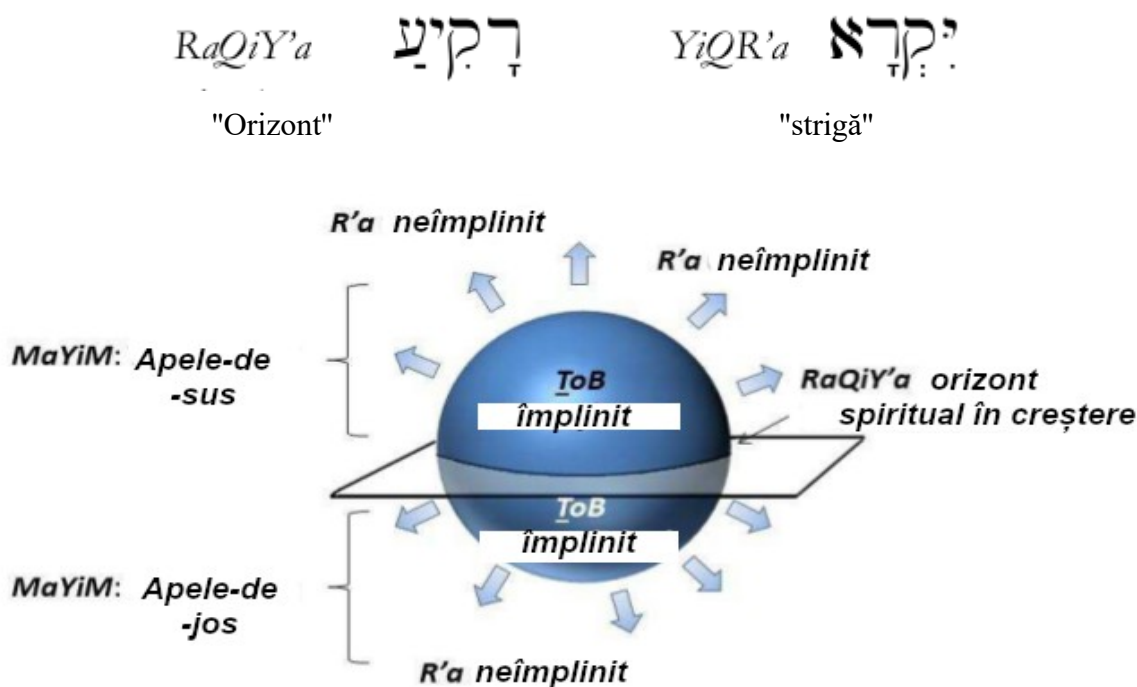 RaQiY'a רָקִיעַ YiQR'a יִּקְרָא
"Orizont" "strigă"
R'a neîmplinit
R'a neîmplinit
MaYiM: Apele-de
-sus
ToB
împlinit
RaQiY'a orizont
spiritual în creștere
ToB
împlinit
MaYiM: Apele-de
-jos
R'a neîmplinit